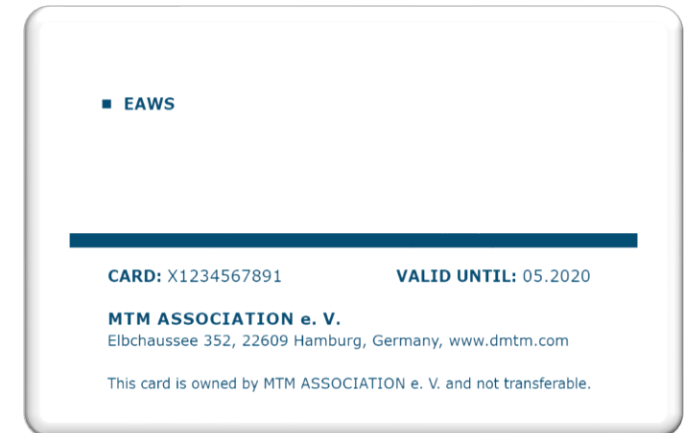 ■ EAWS
CARD: X1234567891 VALID UNTIL: 05.2020
MTM ASSOCIATION e. V.
Elbchaussee 352, 22609 Hamburg, Germany, www.dmtm.com
This card is owned by MTM ASSOCIATION e. V. and not transferable.